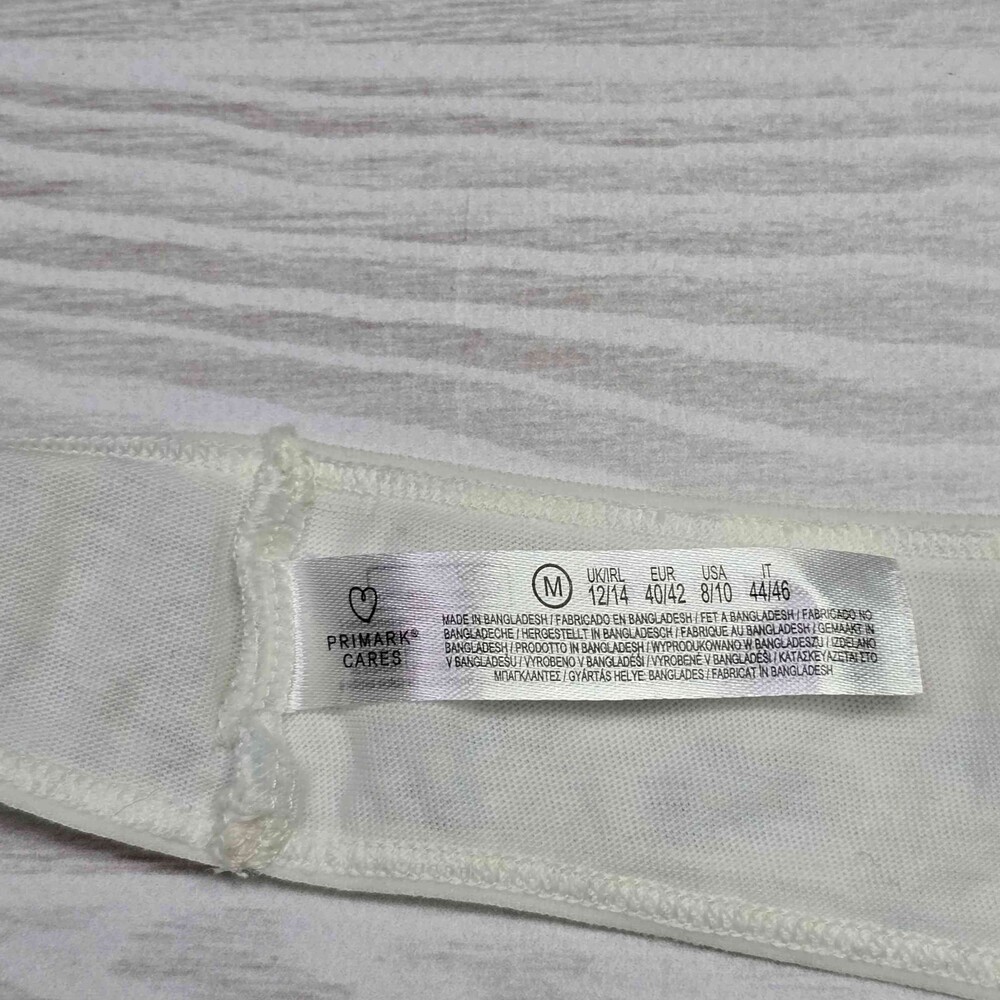 PRIMARK®
CARES
M
UK/IRL EUR USA IT
12/14 40/42 8/10 44/46
MADE IN BANGLADESH / FABRICADO EN BANGLADESH / FET A BANGLADESH / FABRICADO NO
BANGLADECHE / HERGESTELLT IN BANGLADESCH / FABRIQUE AU BANGLADESH / GEMAAKT IN
BANGLADESH / PRODOTTO IN BANGLADESH / WYPRODUKOWANO W BANGLADESZU / IZDELANO
V BANGLADEŠU / VYROBENO V BANGLADÉŠI / VYROBENÉ V BANGLADÉŠI / ΚΑΤΑΣΚΕΥΑΖΕΤΑΙ ΣΤΟ
ΜΠΑΓΚΛΑΝΤΕΣ / GYÁRTÁS HELYE: BANGLADES / FABRICAT ÎN BANGLADESH